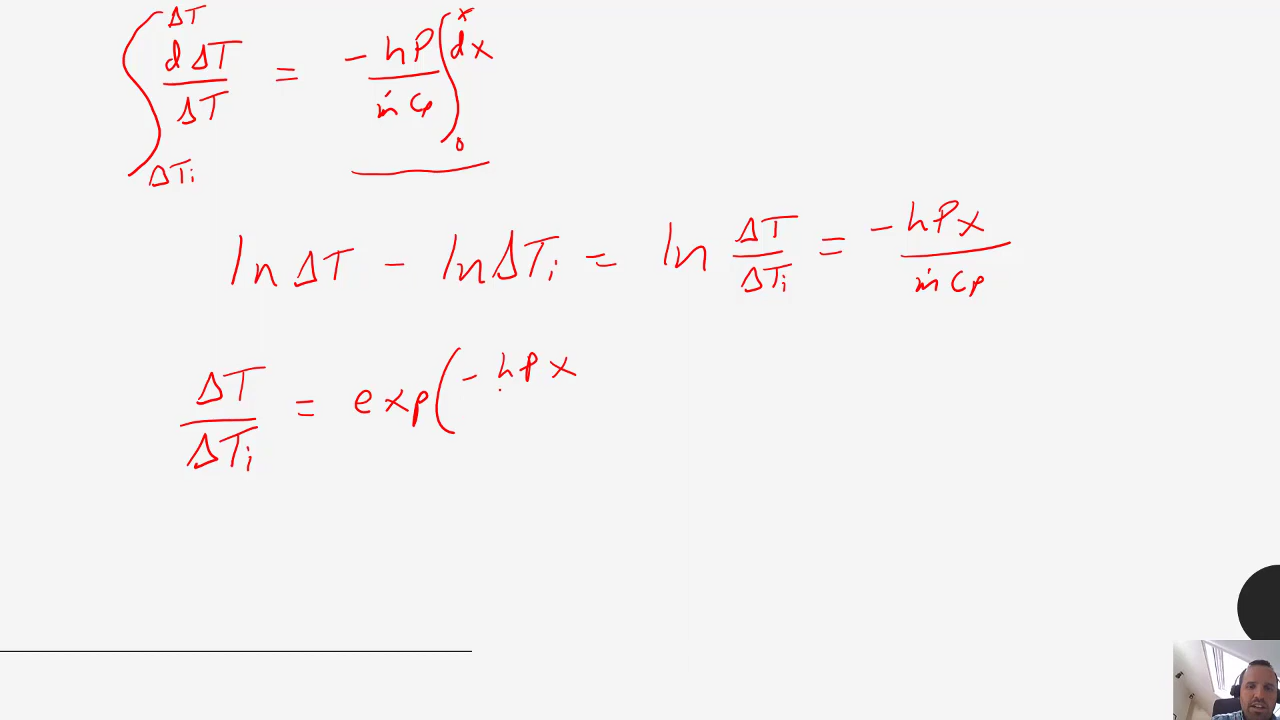 ∫_{ΔTi}^{ΔT} dΔT/ΔT = -hP/ṁCp ∫_0^x dx
ln ΔT - ln ΔTi = ln ΔT/ΔTi = -hPx/ṁCp
ΔT/ΔTi = exp(-hPx